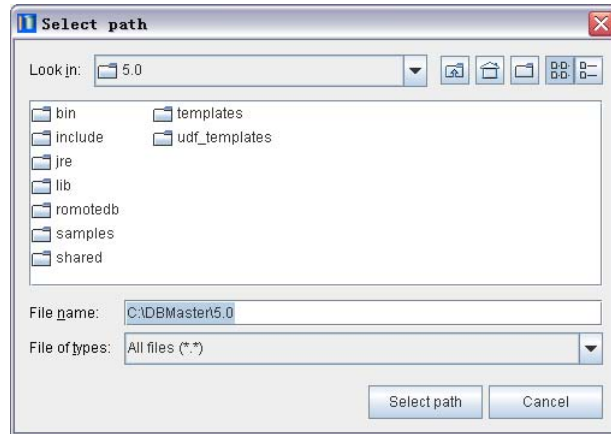 Select path
Look in: 5.0
bin templates
include udf_templates
jre
lib
romotedb
samples
shared
File name: C:\DBMaster\5.0
File of types: All files (*.*)
Select path Cancel